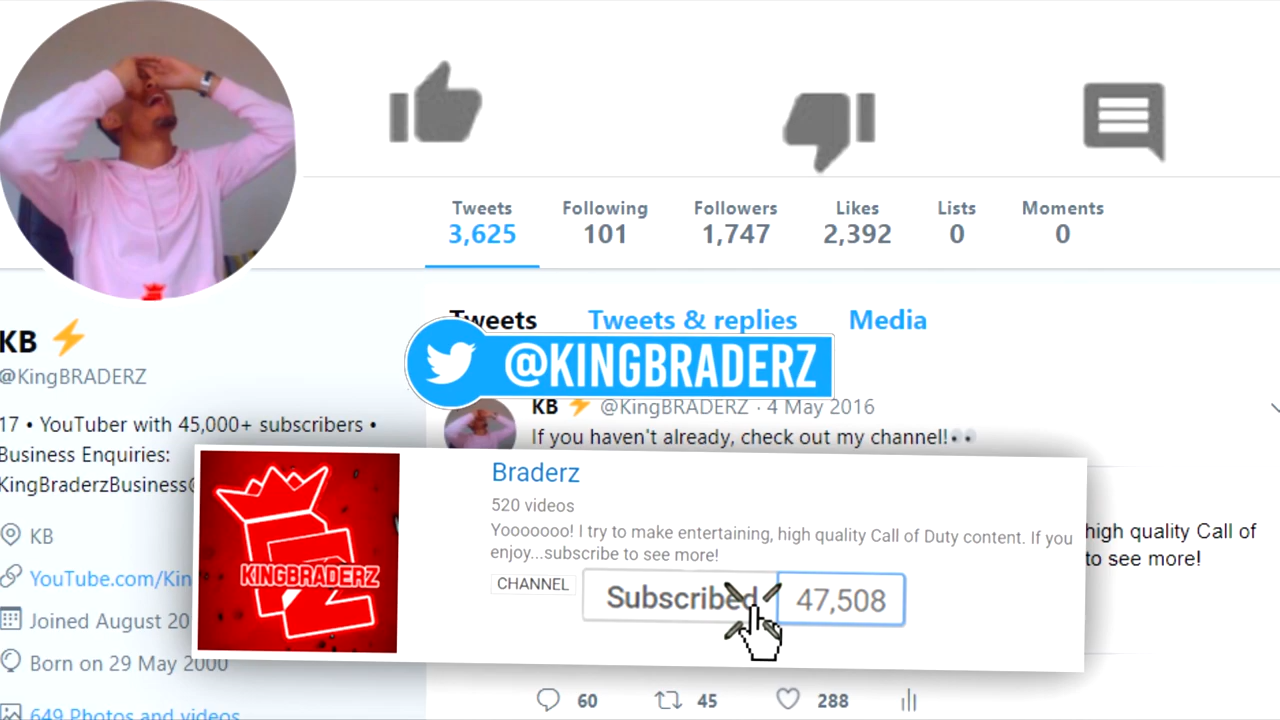 Tweets Following Followers Likes Lists Moments
3,625 101 1,747 2,392 0 0
Tweets Tweets & replies Media
@KINGBRADERZ
KB ⚡
@KingBRADERZ
17 • YouTuber with 45,000+ subscribers •
Business Enquiries:
KingBraderzBusiness
KB
YouTube.com/Kin
Joined August 20
Born on 29 May 2000
649 Photos and videos
KB ⚡ @KingBRADERZ · 4 May 2016
If you haven't already, check out my channel!👀
KINGBRADERZ
Braderz
520 videos
Yooooooo! I try to make entertaining, high quality Call of Duty content. If you
enjoy...subscribe to see more!
CHANNEL Subscribed 47,508
high quality Call of
to see more!
60 45 288